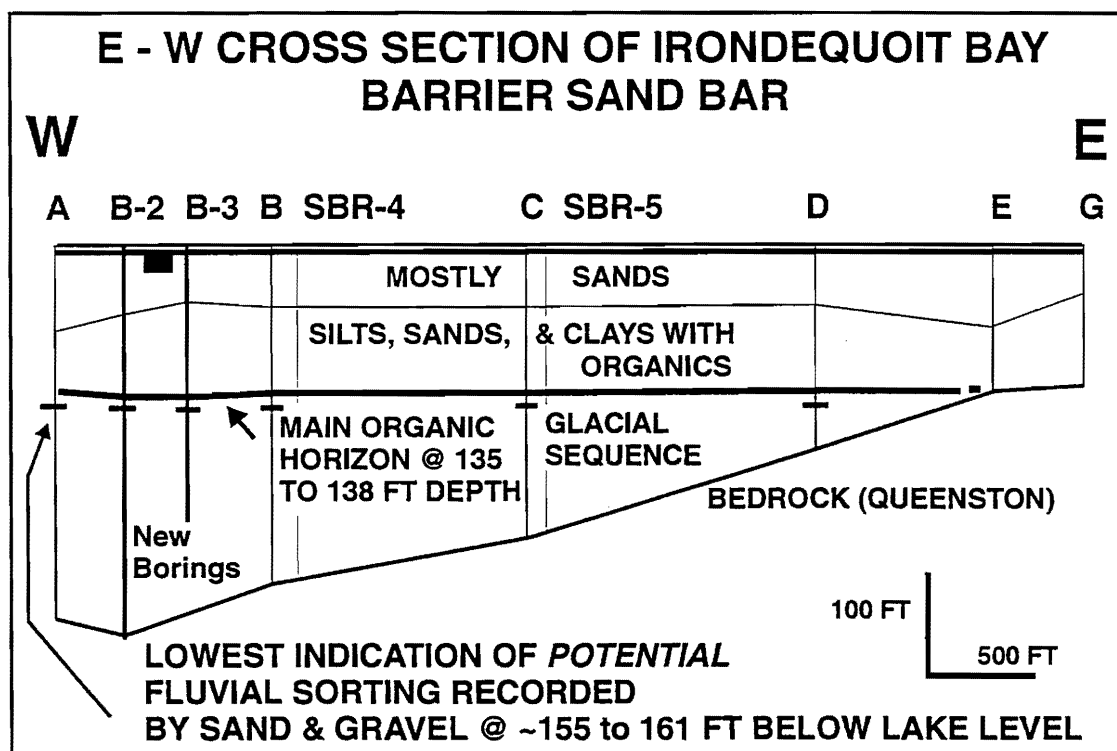 E - W CROSS SECTION OF IRONDEQUOIT BAY
BARRIER SAND BAR
W
E
A B-2 B-3 B SBR-4 C SBR-5 D E G
MOSTLY SANDS
SILTS, SANDS, & CLAYS WITH
ORGANICS
MAIN ORGANIC
HORIZON @ 135
TO 138 FT DEPTH
GLACIAL
SEQUENCE
BEDROCK (QUEENSTON)
New
Borings
100 FT
500 FT
LOWEST INDICATION OF POTENTIAL
FLUVIAL SORTING RECORDED
BY SAND & GRAVEL @ ~155 to 161 FT BELOW LAKE LEVEL